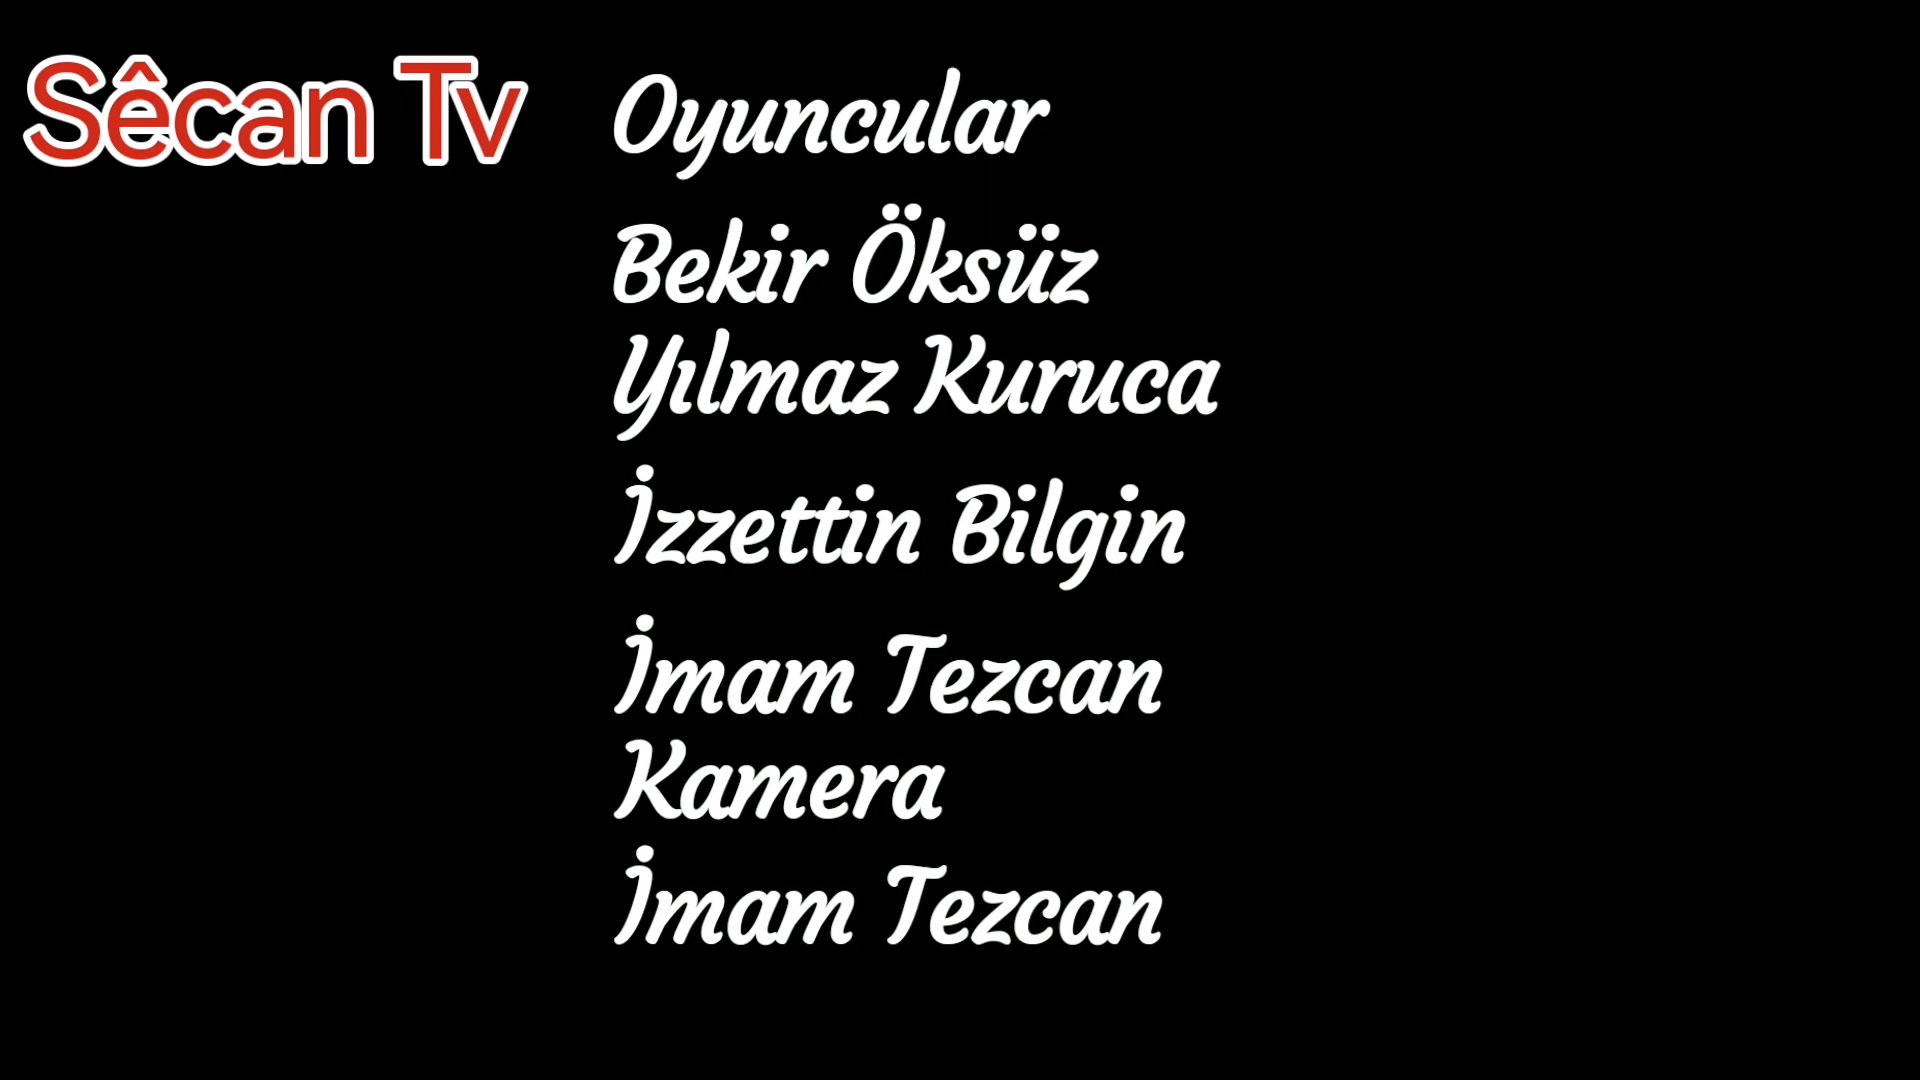 Sêcan Tv
Oyuncular
Bekir Öksüz
Yılmaz Kuruca
İzzettin Bilgin
İmam Tezcan
Kamera
İmam Tezcan